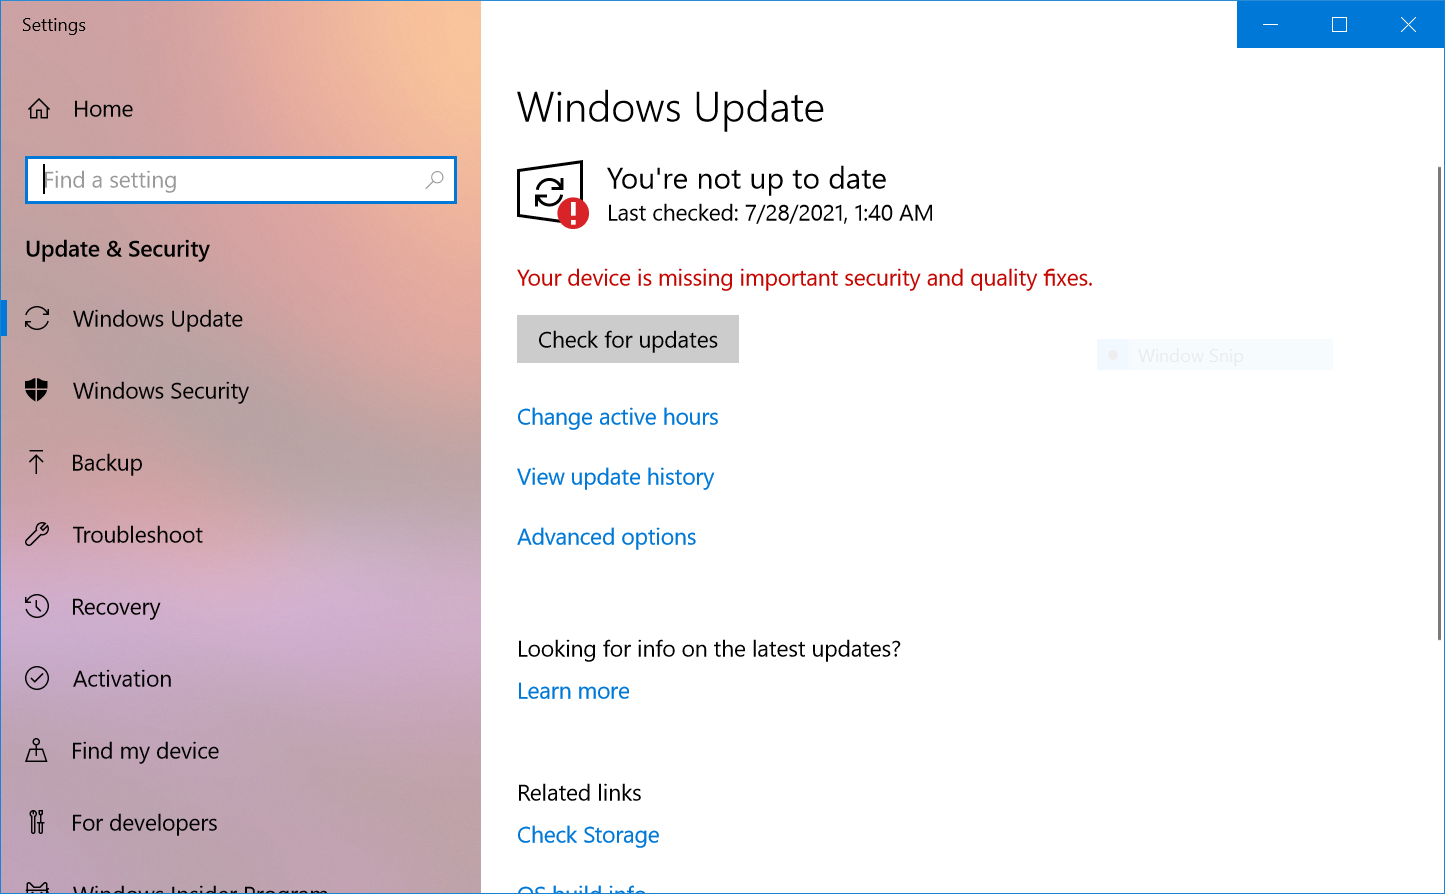 Settings
Home
Find a setting
Update & Security
Windows Update
Windows Security
Backup
Troubleshoot
Recovery
Activation
Find my device
For developers
Windows Insider Program
Windows Update
You're not up to date
Last checked: 7/28/2021, 1:40 AM
Your device is missing important security and quality fixes.
Check for updates
Window Snip
Change active hours
View update history
Advanced options
Looking for info on the latest updates?
Learn more
Related links
Check Storage
OS build info